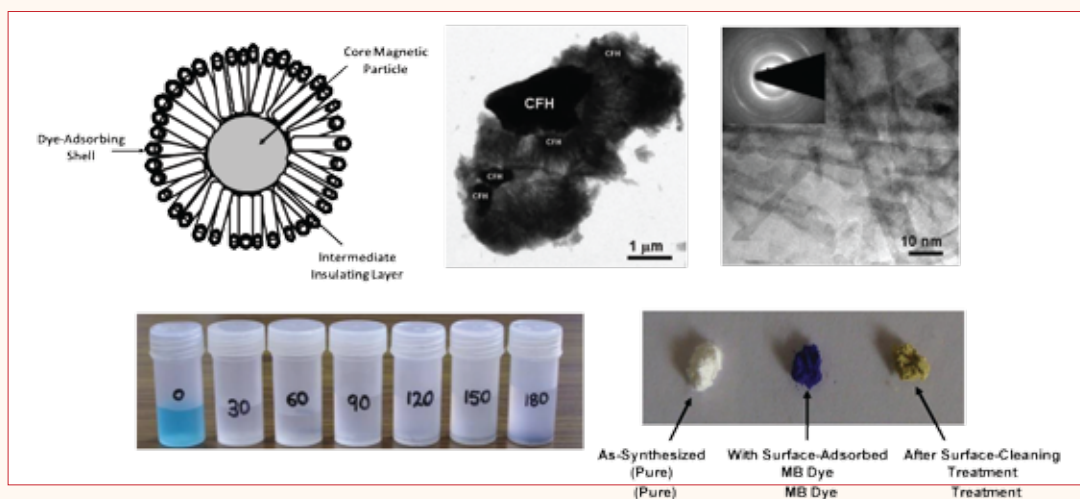 Core Magnetic
Particle
Dye-Adsorbing
Shell
Intermediate
Insulating Layer
CFH
CFH
CFH
CFH
CFH
1 μm
10 nm
0
30
60
90
120
150
180
As-Synthesized
(Pure)
(Pure)
With Surface-Adsorbed
MB Dye
MB Dye
After Surface-Cleaning
Treatment
Treatment